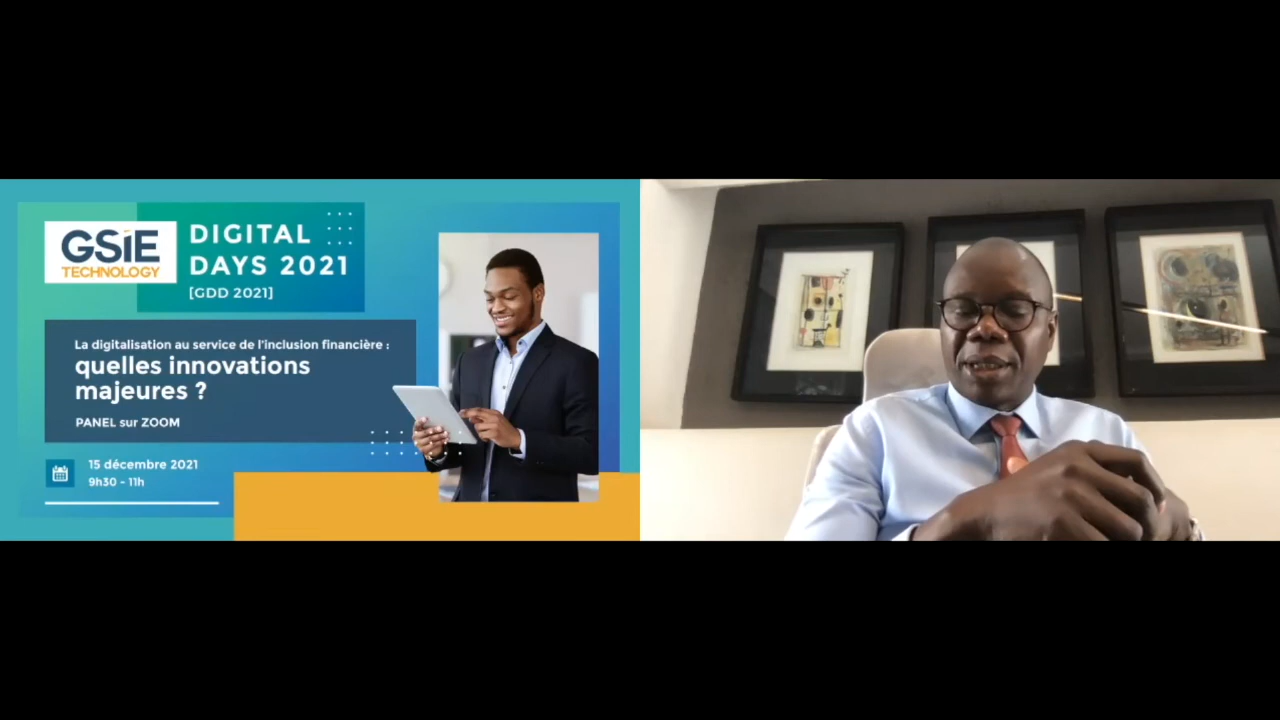 GSiE
TECHNOLOGY
DIGITAL
DAYS 2021
[GDD 2021]
La digitalisation au service de l'inclusion financière :
quelles innovations
majeures ?
PANEL sur ZOOM
15 décembre 2021
9h30 - 11h